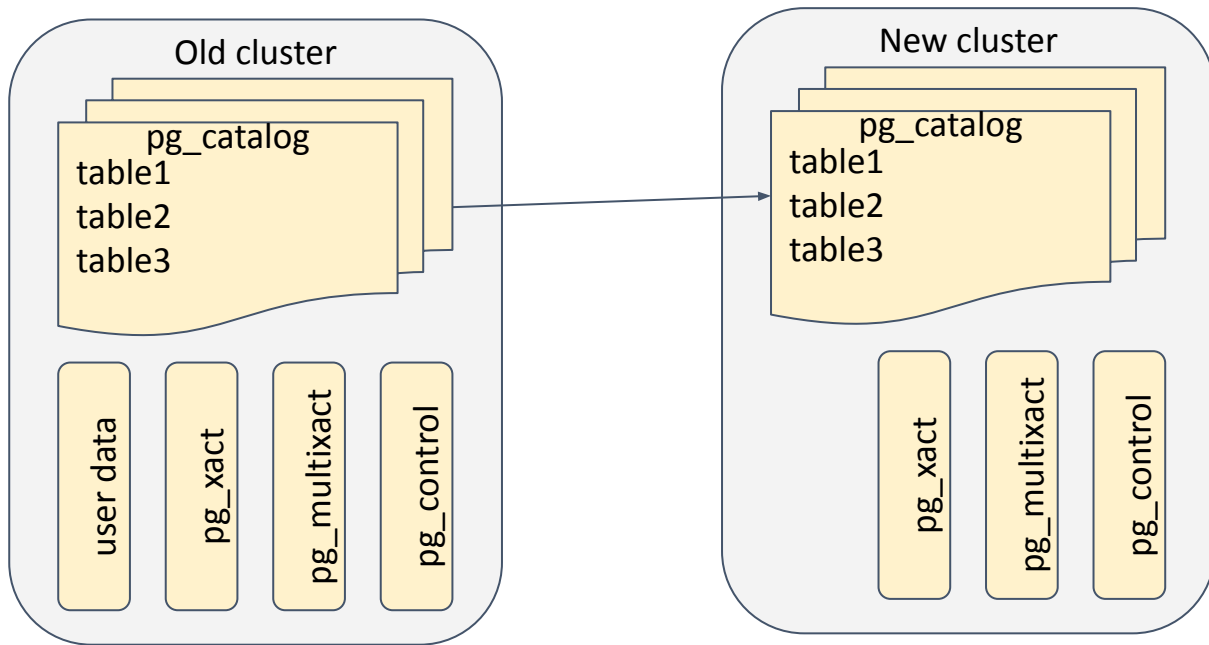 Old cluster
pg_catalog
table1
table2
table3
user data
pg_xact
pg_multixact
pg_control
New cluster
pg_catalog
table1
table2
table3
pg_xact
pg_multixact
pg_control